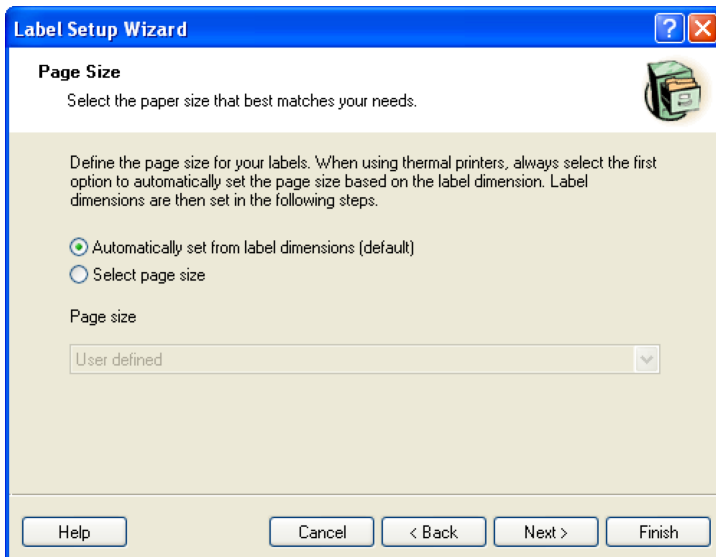 Label Setup Wizard
Page Size
Select the paper size that best matches your needs.
Define the page size for your labels. When using thermal printers, always select the first
option to automatically set the page size based on the label dimension. Label
dimensions are then set in the following steps.
Automatically set from label dimensions (default)
Select page size
Page size
User defined
Help
Cancel
< Back
Next >
Finish